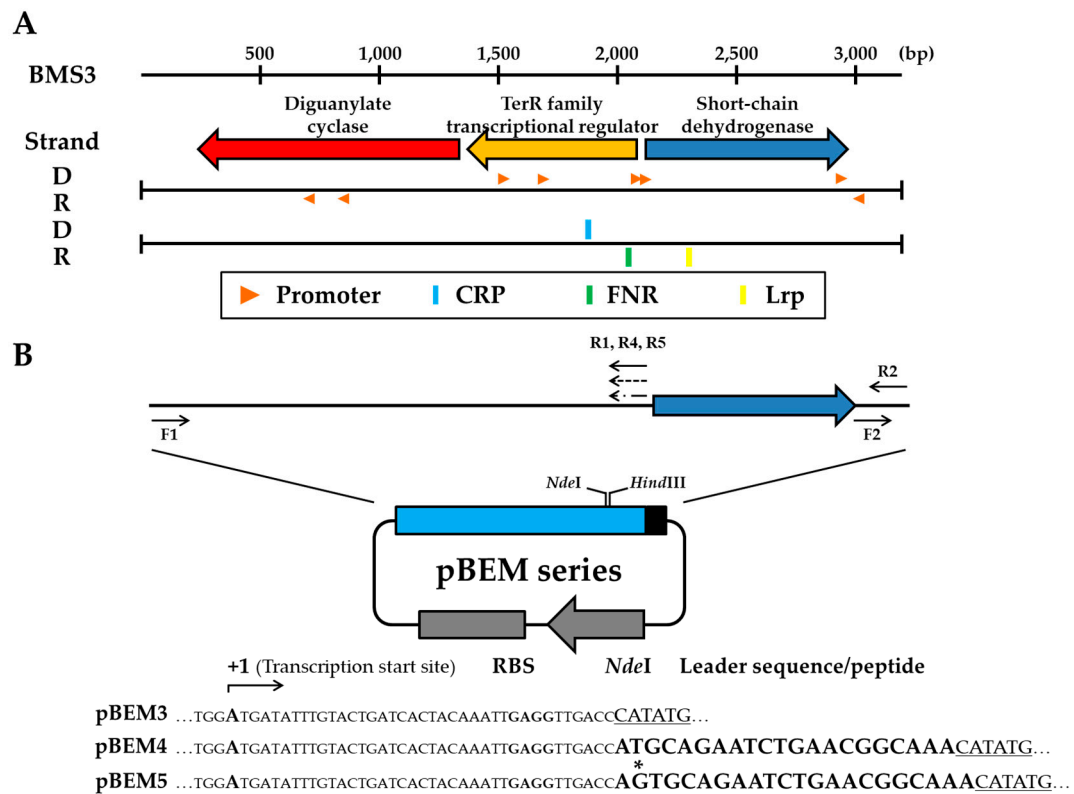 A
500 1,000 1,500 2,000 2,500 3,000 (bp)
BMS3
Diguanylate cyclase
TerR family transcriptional regulator
Short-chain dehydrogenase
Strand
D
R
D
R
Promoter CRP FNR Lrp
B
R1, R4, R5
R2
F1
F2
NdeI HindIII
pBEM series
RBS NdeI Leader sequence/peptide
+1 (Transcription start site)
pBEM3 ...TGGATGATATTTGTACTGATCACTACAAATTGAGGTTGACCCATATG...
pBEM4 ...TGGATGATATTTGTACTGATCACTACAAATTGAGGTTGACCATGCAGAATCTGAACGGCAAACATATG...
*
pBEM5 ...TGGATGATATTTGTACTGATCACTACAAATTGAGGTTGACCAGTGCAGAATCTGAACGGCAAACATATG...